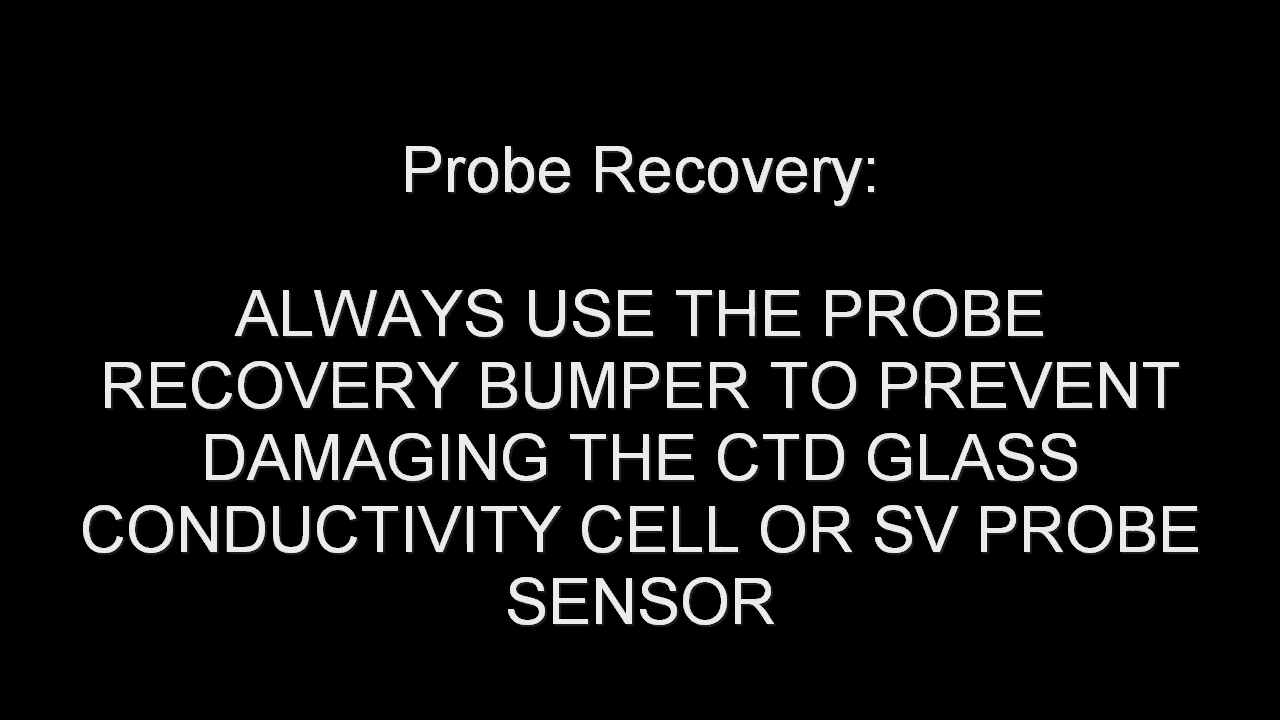 Probe Recovery:
ALWAYS USE THE PROBE
RECOVERY BUMPER TO PREVENT
DAMAGING THE CTD GLASS
CONDUCTIVITY CELL OR SV PROBE
SENSOR